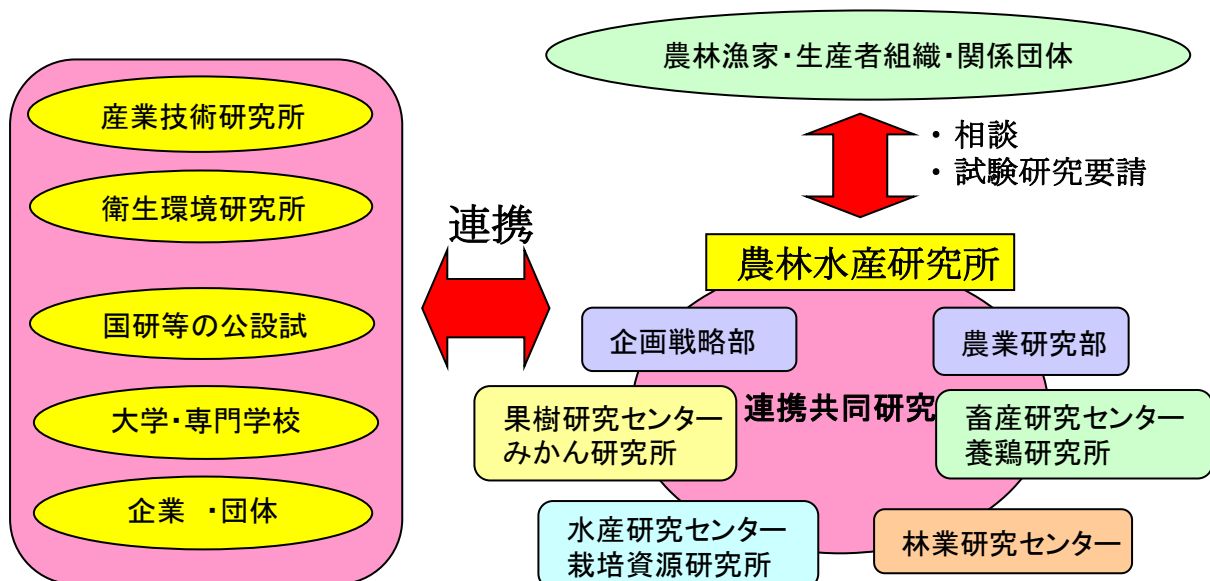 農林漁家・生産者組織・関係団体
産業技術研究所
衛生環境研究所
国研等の公設試
大学・専門学校
企業 ・団体
連携
・ 相談
・ 試験研究要請
農林水産研究所
企画戦略部
農業研究部
連携共同研究
果樹研究センター
みかん研究所
畜産研究センター
養鶏研究所
水産研究センター
栽培資源研究所
林業研究センター